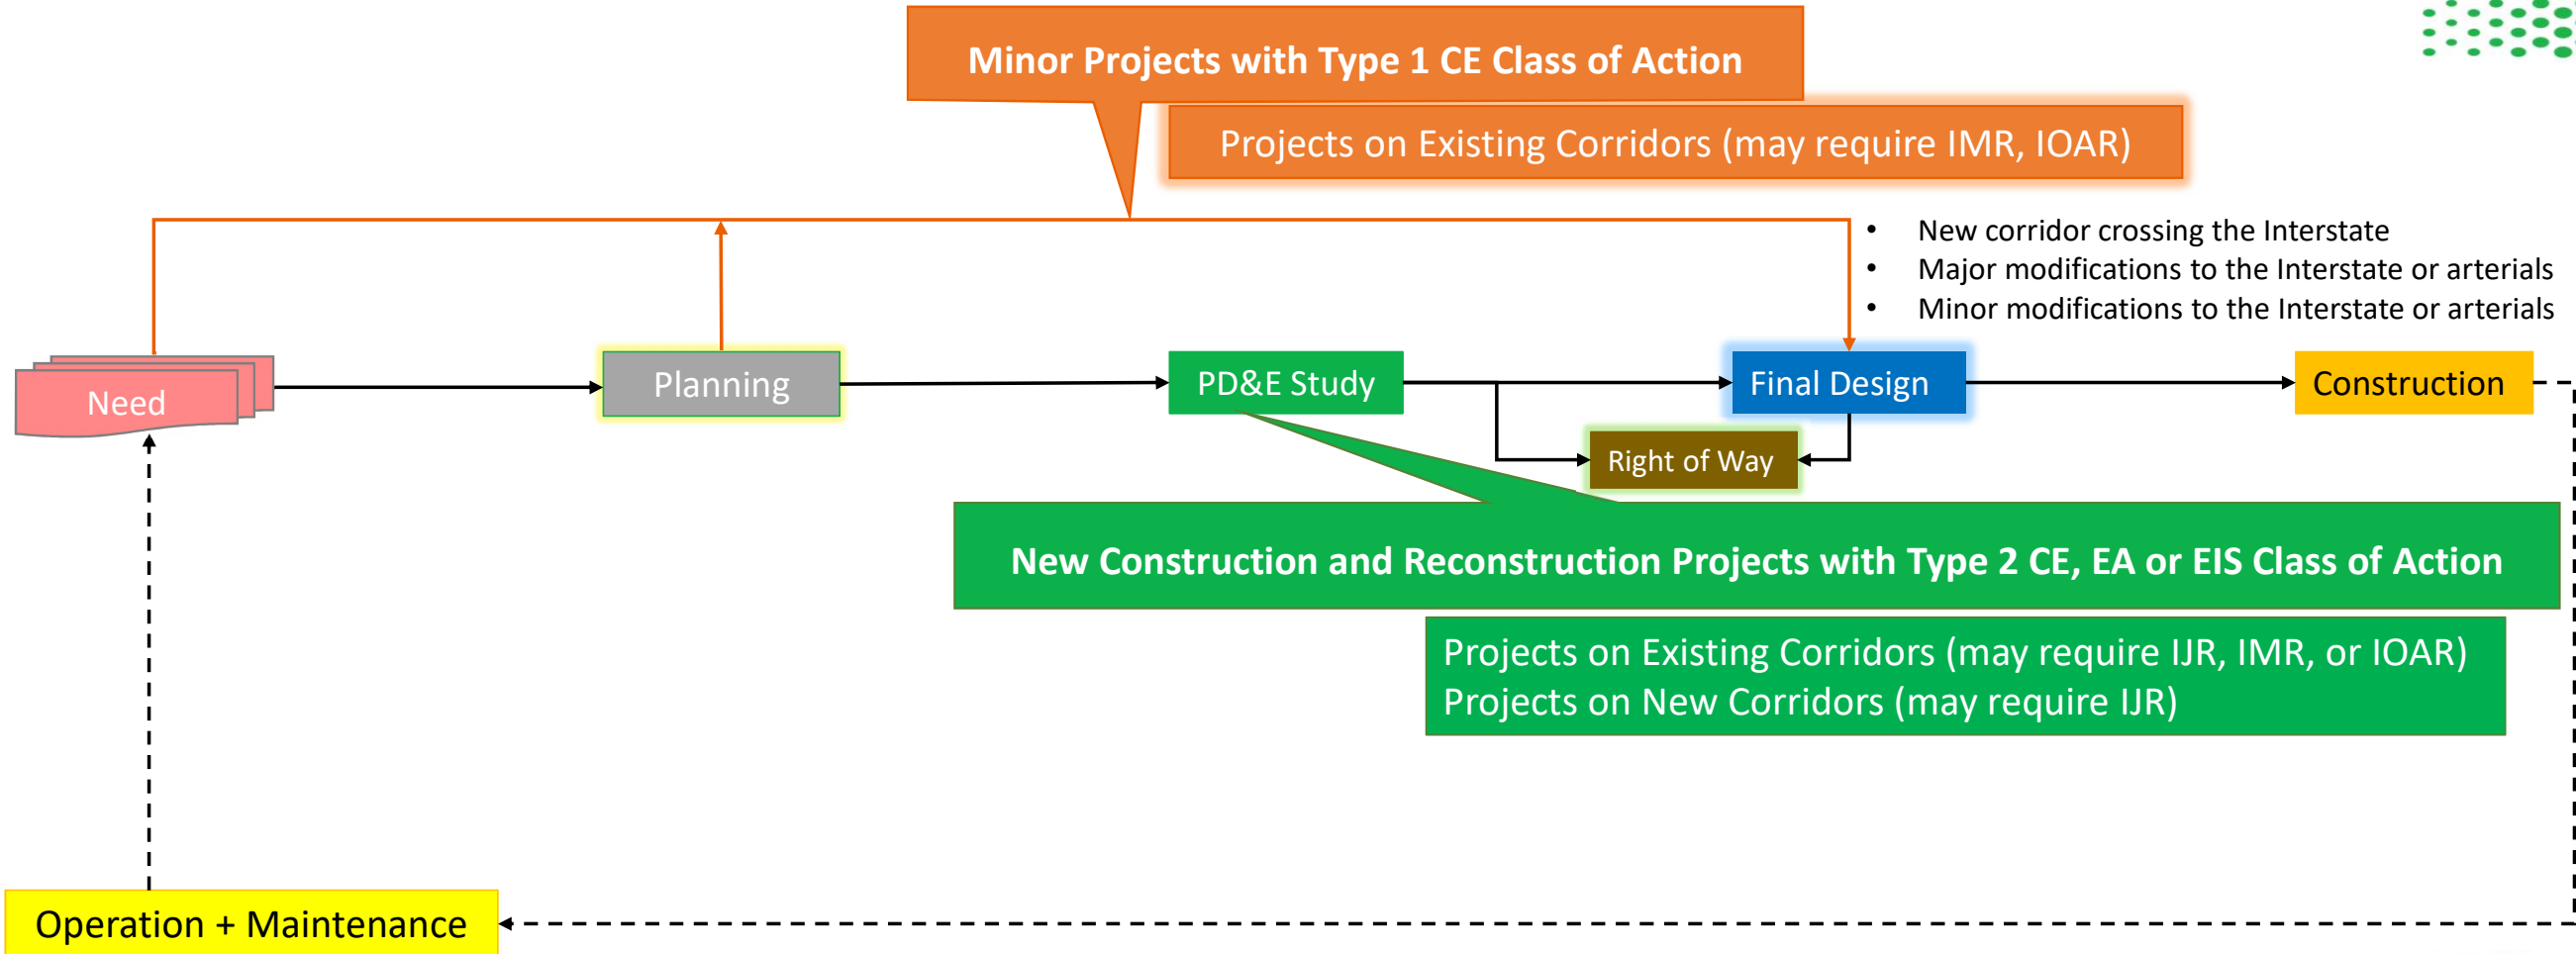 Minor Projects with Type 1 CE Class of Action
Projects on Existing Corridors (may require IMR, IOAR)
• New corridor crossing the Interstate
• Major modifications to the Interstate or arterials
• Minor modifications to the Interstate or arterials
Need
Planning
PD&E Study
Final Design
Construction
Right of Way
New Construction and Reconstruction Projects with Type 2 CE, EA or EIS Class of Action
Projects on Existing Corridors (may require IJR, IMR, or IOAR)
Projects on New Corridors (may require IJR)
Operation + Maintenance